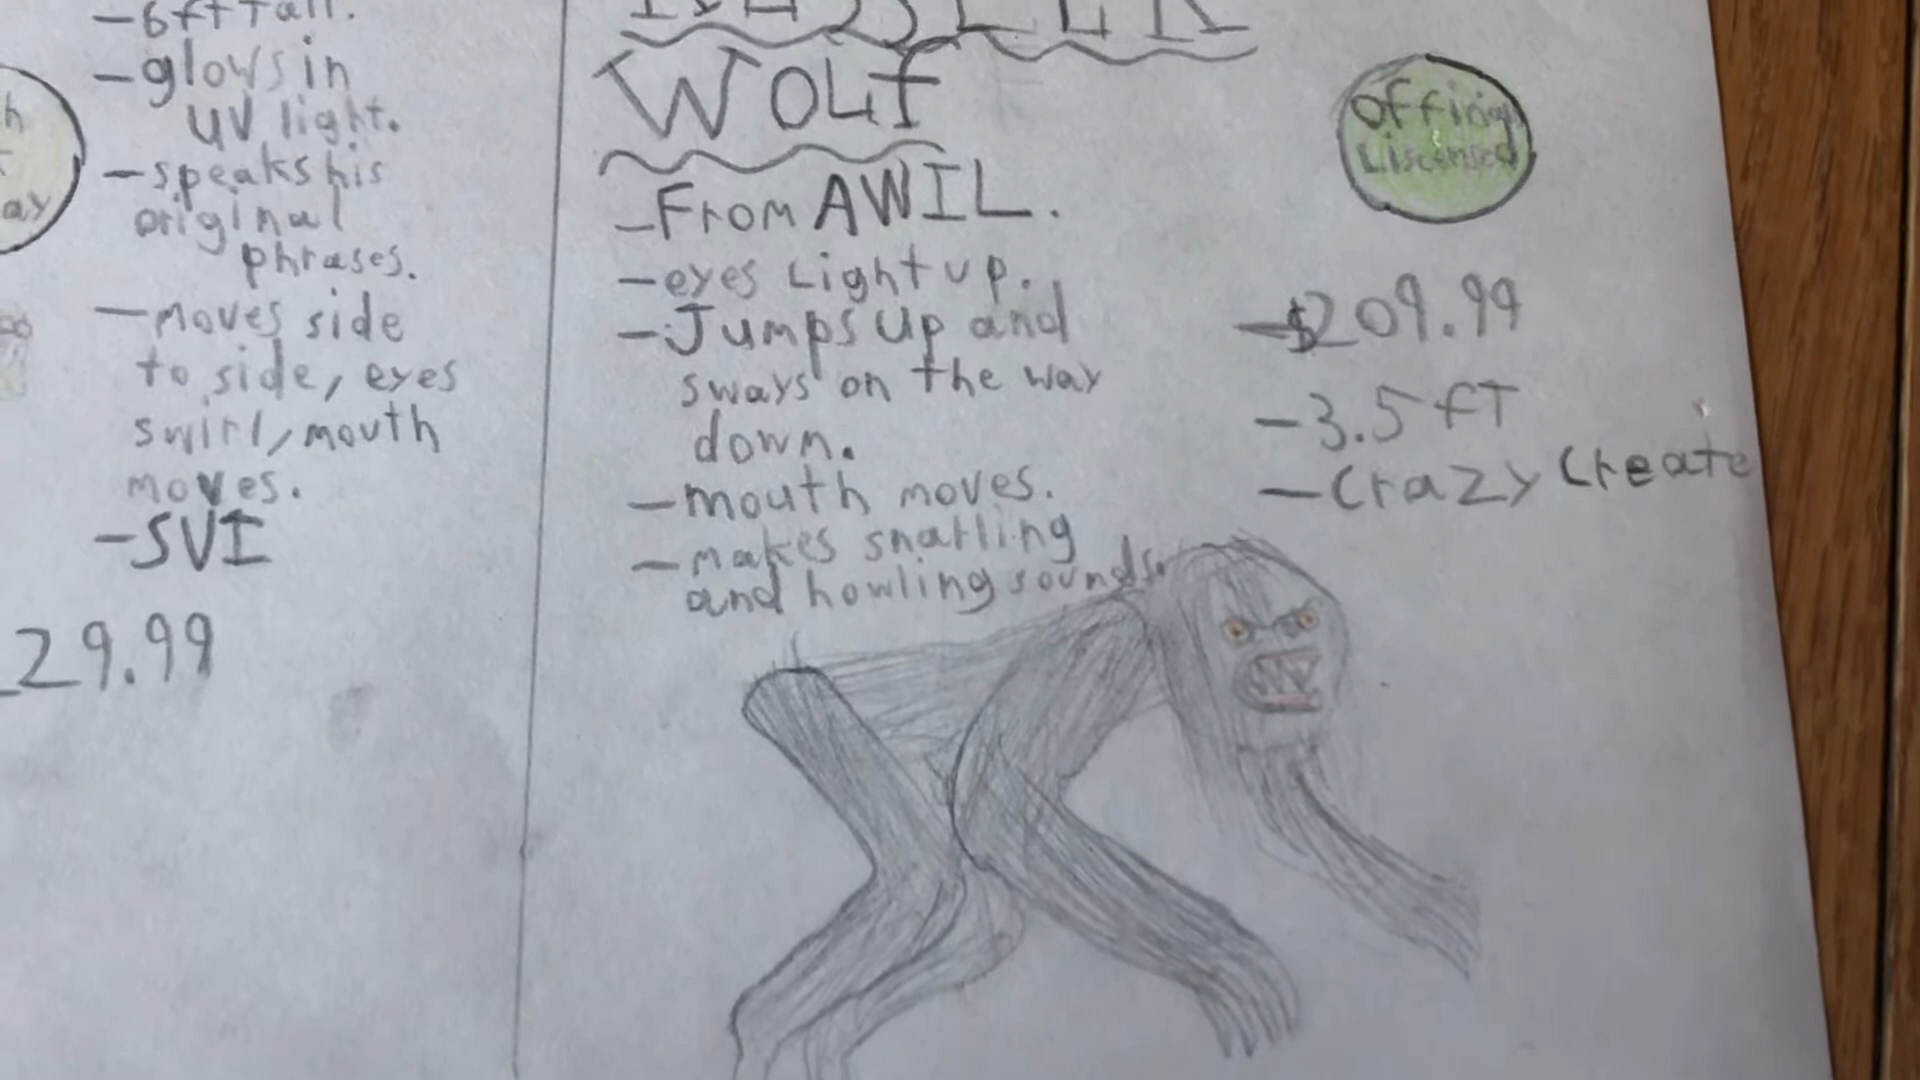 -6ft tall.
-glows in
UV light.
-speaks his
original
phrases.
-moves side
to side, eyes
swirl, mouth
moves.
-SVI
29.99
ay
WOLf
-From AWIL.
-eyes Light up.
-Jumps up and
sways on the way
down.
-mouth moves.
-makes snarling
and howling sounds.
Liscensed
-$209.99
-3.5 fT
-Crazy Create